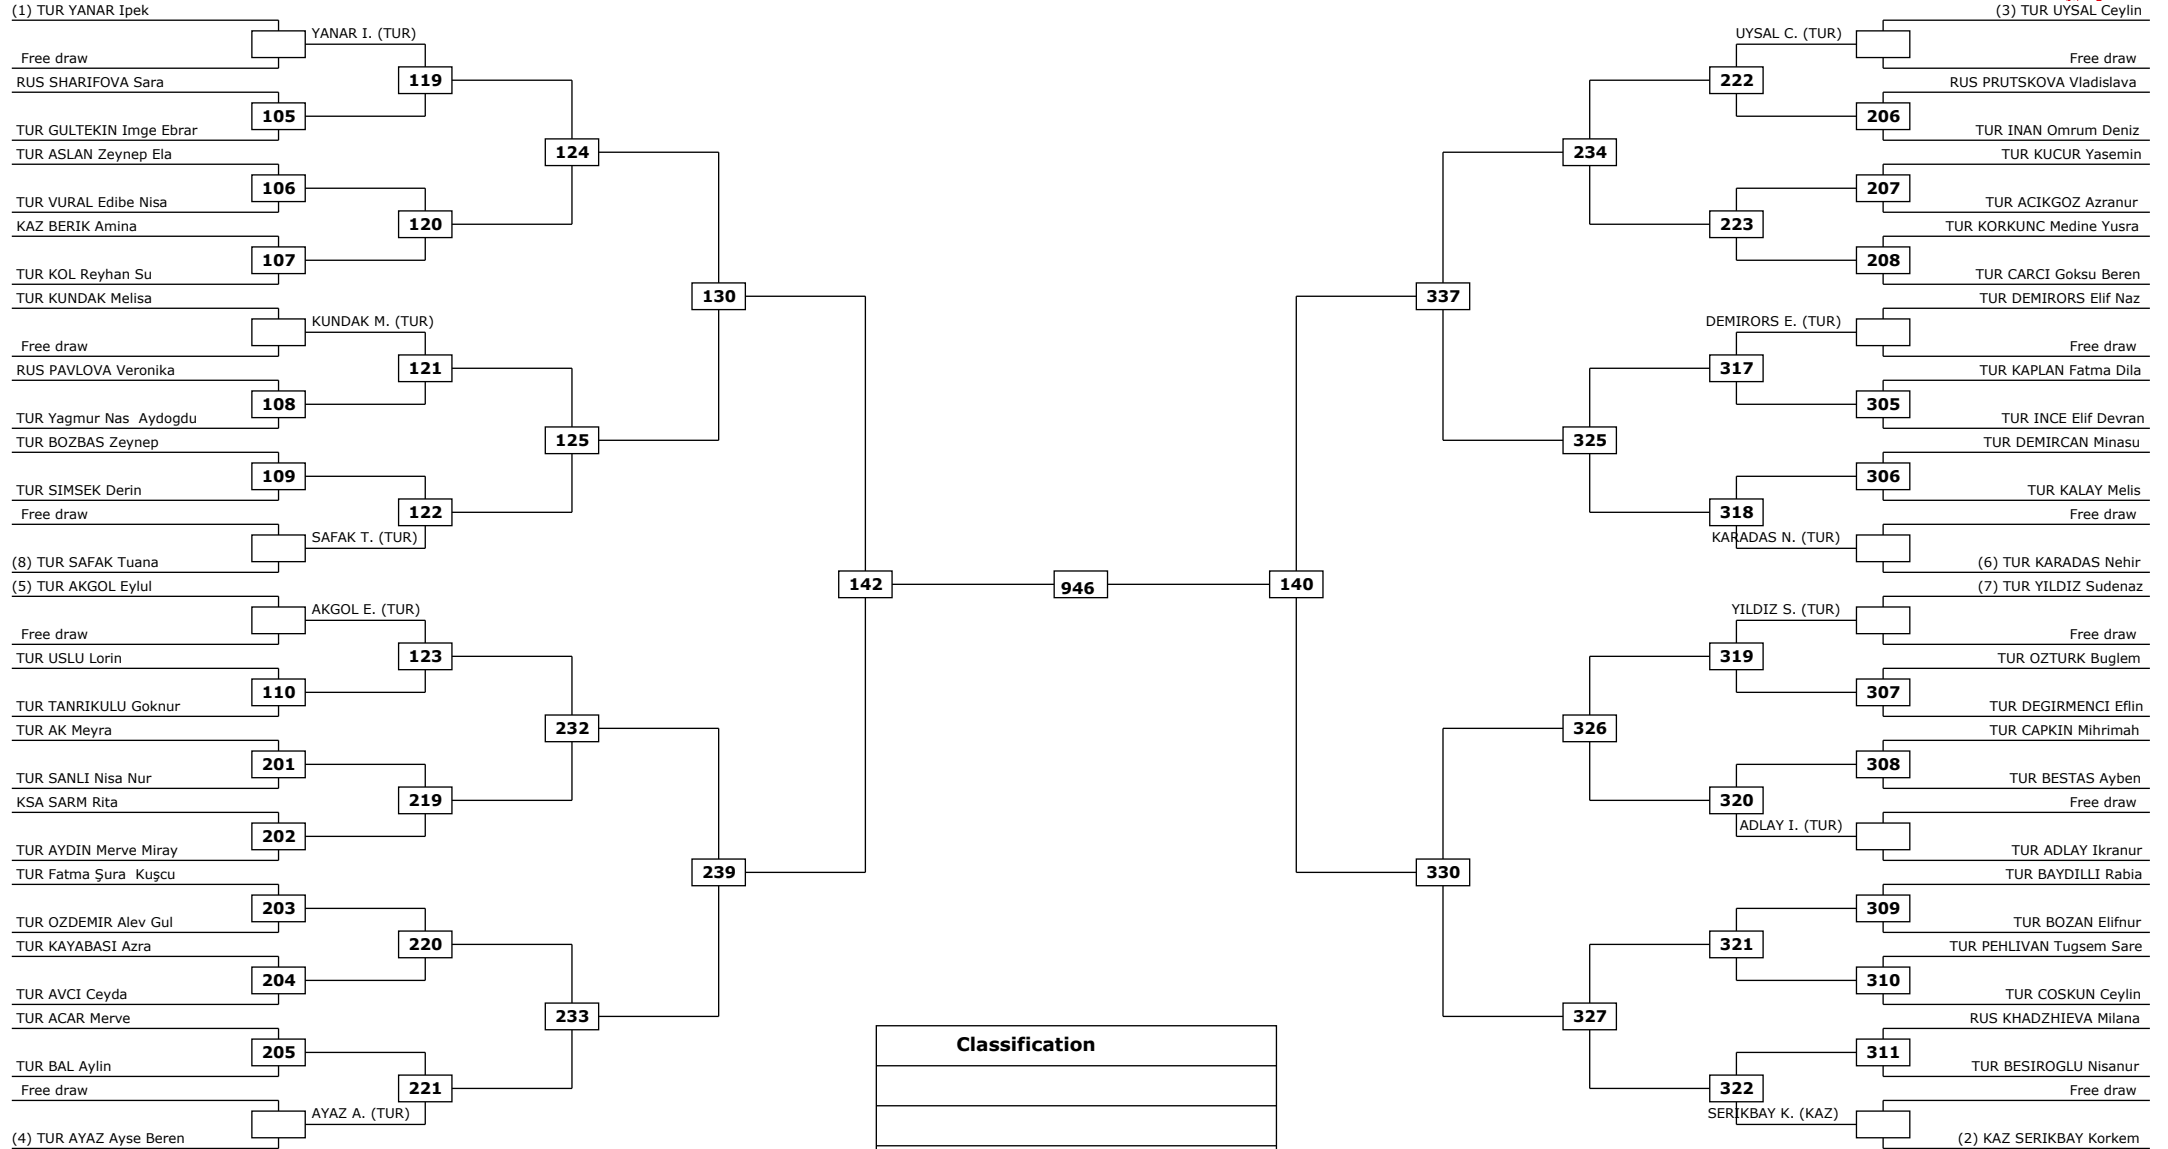 (1) TUR YANAR Ipek
YANAR I. (TUR)
Free draw
119
RUS SHARIFOVA Sara
105
TUR GULTEKIN Imge Ebrar
124
TUR ASLAN Zeynep Ela
106
TUR VURAL Edibe Nisa
120
KAZ BERIK Amina
107
TUR KOL Reyhan Su
130
TUR KUNDAK Melisa
KUNDAK M. (TUR)
Free draw
121
RUS PAVLOVA Veronika
108
TUR Yagmur Nas  Aydogdu
125
TUR BOZBAS Zeynep
109
TUR SIMSEK Derin
122
Free draw
SAFAK T. (TUR)
(8) TUR SAFAK Tuana
142
(5) TUR AKGOL Eylul
AKGOL E. (TUR)
Free draw
123
TUR USLU Lorin
110
TUR TANRIKULU Goknur
232
TUR AK Meyra
201
TUR SANLI Nisa Nur
219
KSA SARM Rita
202
TUR AYDIN Merve Miray
239
TUR Fatma Şura  Kuşcu
203
TUR OZDEMIR Alev Gul
220
TUR KAYABASI Azra
204
TUR AVCI Ceyda
233
TUR ACAR Merve
205
TUR BAL Aylin
221
Free draw
AYAZ A. (TUR)
(4) TUR AYAZ Ayse Beren
946
Classification
(3) TUR UYSAL Ceylin
UYSAL C. (TUR)
Free draw
222
RUS PRUTSKOVA Vladislava
206
TUR INAN Omrum Deniz
234
TUR KUCUR Yasemin
207
TUR ACIKGOZ Azranur
223
TUR KORKUNC Medine Yusra
208
TUR CARCI Goksu Beren
337
TUR DEMIRORS Elif Naz
DEMIRORS E. (TUR)
Free draw
317
TUR KAPLAN Fatma Dila
305
TUR INCE Elif Devran
325
TUR DEMIRCAN Minasu
306
TUR KALAY Melis
318
Free draw
KARADAS N. (TUR)
(6) TUR KARADAS Nehir
140
(7) TUR YILDIZ Sudenaz
YILDIZ S. (TUR)
Free draw
319
TUR OZTURK Buglem
307
TUR DEGIRMENCI Eflin
326
TUR CAPKIN Mihrimah
308
TUR BESTAS Ayben
320
Free draw
ADLAY I. (TUR)
TUR ADLAY Ikranur
330
TUR BAYDILLI Rabia
309
TUR BOZAN Elifnur
321
TUR PEHLIVAN Tugsem Sare
310
TUR COSKUN Ceylin
327
RUS KHADZHIEVA Milana
311
TUR BESIROGLU Nisanur
322
Free draw
SERIKBAY K. (KAZ)
(2) KAZ SERIKBAY Korkem